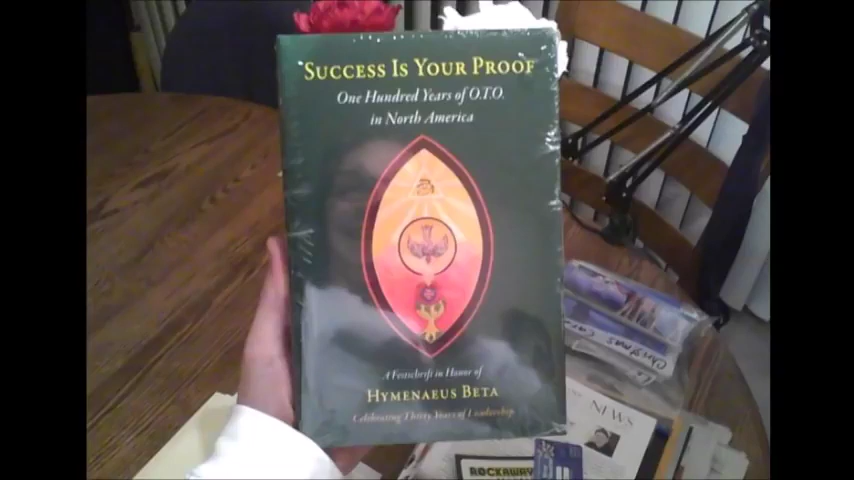 SUCCESS IS YOUR PROOF
One Hundred Years of O.T.O.
in North America
A Festschrift in Honor of
HYMENAEUS BETA
Celebrating Thirty Years of Leadership
NEWS
ROCKAWAY